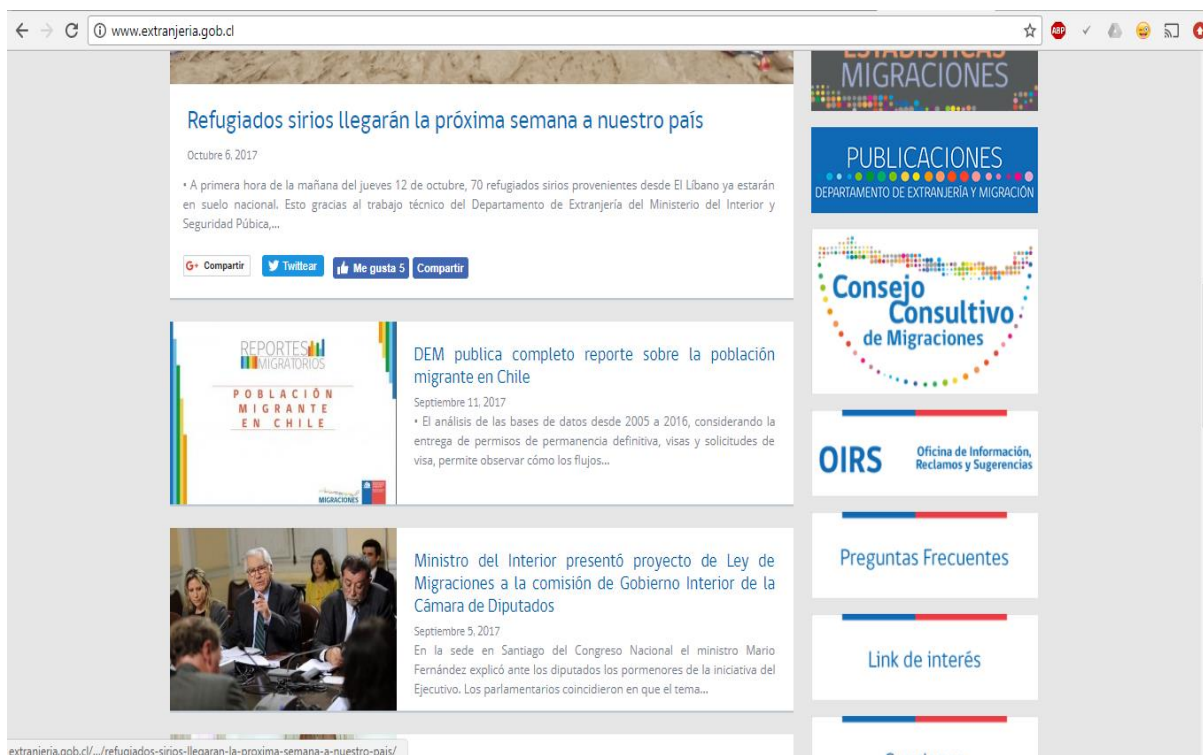 www.extranjeria.gob.cl
ABP
ESTADÍSTICAS
MIGRACIONES
Refugiados sirios llegarán la próxima semana a nuestro país
Octubre 6, 2017
• A primera hora de la mañana del jueves 12 de octubre, 70 refugiados sirios provenientes desde El Líbano ya estarán
en suelo nacional. Esto gracias al trabajo técnico del Departamento de Extranjería del Ministerio del Interior y
Seguridad Púbica,...
G+ Compartir
Twittear
Me gusta 5
Compartir
PUBLICACIONES
DEPARTAMENTO DE EXTRANJERÍA Y MIGRACIÓN
Consejo
Consultivo
de Migraciones
REPORTES
MIGRATORIOS
POBLACIÓN
MIGRANTE
EN CHILE
MIGRACIONES
DEM publica completo reporte sobre la población
migrante en Chile
Septiembre 11, 2017
• El análisis de las bases de datos desde 2005 a 2016, considerando la
entrega de permisos de permanencia definitiva, visas y solicitudes de
visa, permite observar cómo los flujos...
OIRS
Oficina de Información,
Reclamos y Sugerencias
Ministro del Interior presentó proyecto de Ley de
Migraciones a la comisión de Gobierno Interior de la
Cámara de Diputados
Septiembre 5, 2017
En la sede en Santiago del Congreso Nacional el ministro Mario
Fernández explicó ante los diputados los pormenores de la iniciativa del
Ejecutivo. Los parlamentarios coincidieron en que el tema...
Preguntas Frecuentes
Link de interés
extranjeria.gob.cl/.../refugiados-sirios-llegaran-la-proxima-semana-a-nuestro-pais/